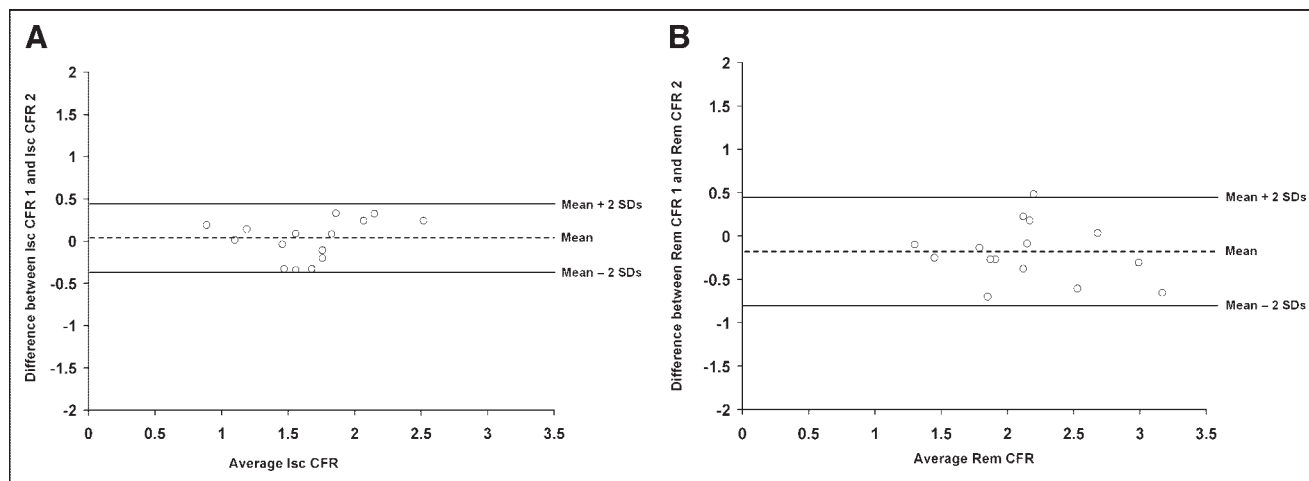 A
Difference between Isc CFR 1 and Isc CFR 2
2
1.5
1
0.5
0
-0.5
-1
-1.5
-2
Mean + 2 SDs
Mean
Mean – 2 SDs
0 0.5 1 1.5 2 2.5 3 3.5
Average Isc CFR
B
Difference between Rem CFR 1 and Rem CFR 2
2
1.5
1
0.5
0
-0.5
-1
-1.5
-2
Mean + 2 SDs
Mean
Mean – 2 SDs
0 0.5 1 1.5 2 2.5 3 3.5
Average Rem CFR